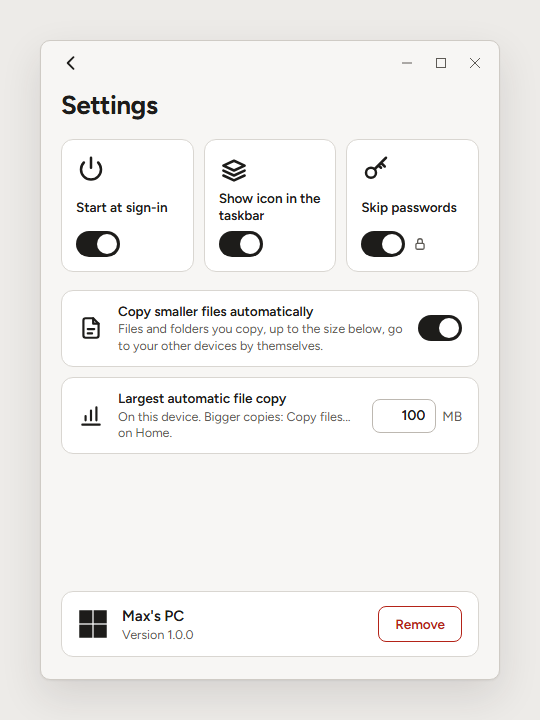 Settings
Start at sign-in
Show icon in the
taskbar
Skip passwords
Copy smaller files automatically
Files and folders you copy, up to the size below, go
to your other devices by themselves.
Largest automatic file copy
On this device. Bigger copies: Copy files...
on Home.
100 MB
Max's PC
Version 1.0.0
Remove